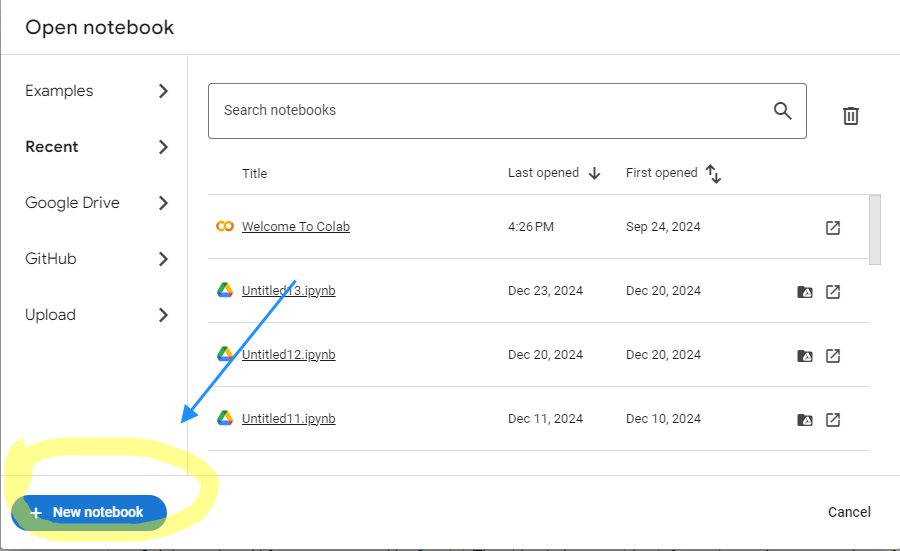 Open notebook
Examples
Recent
Google Drive
GitHub
Upload
Search notebooks
Title Last opened First opened
Welcome To Colab 4:26 PM Sep 24, 2024
Untitled13.ipynb Dec 23, 2024 Dec 20, 2024
Untitled12.ipynb Dec 20, 2024 Dec 20, 2024
Untitled11.ipynb Dec 11, 2024 Dec 10, 2024
+ New notebook
Cancel